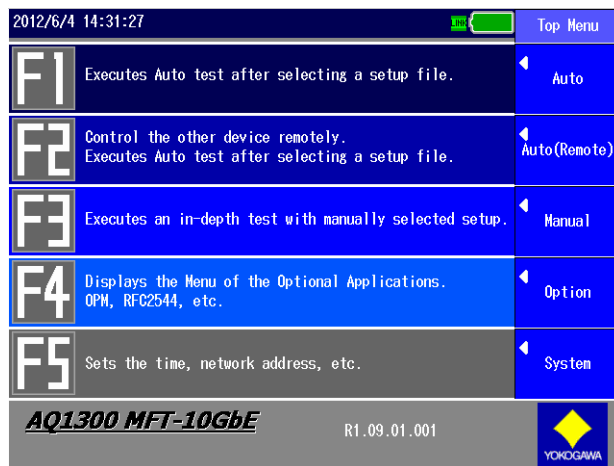 2012/6/4 14:31:27
LINK
Top Menu
F1
Executes Auto test after selecting a setup file.
Auto
F2
Control the other device remotely.
Executes Auto test after selecting a setup file.
Auto(Remote)
F3
Executes an in-depth test with manually selected setup.
Manual
F4
Displays the Menu of the Optional Applications.
OPM, RFC2544, etc.
Option
F5
Sets the time, network address, etc.
System
AQ1300 MFT-10GbE
R1.09.01.001
YOKOGAWA